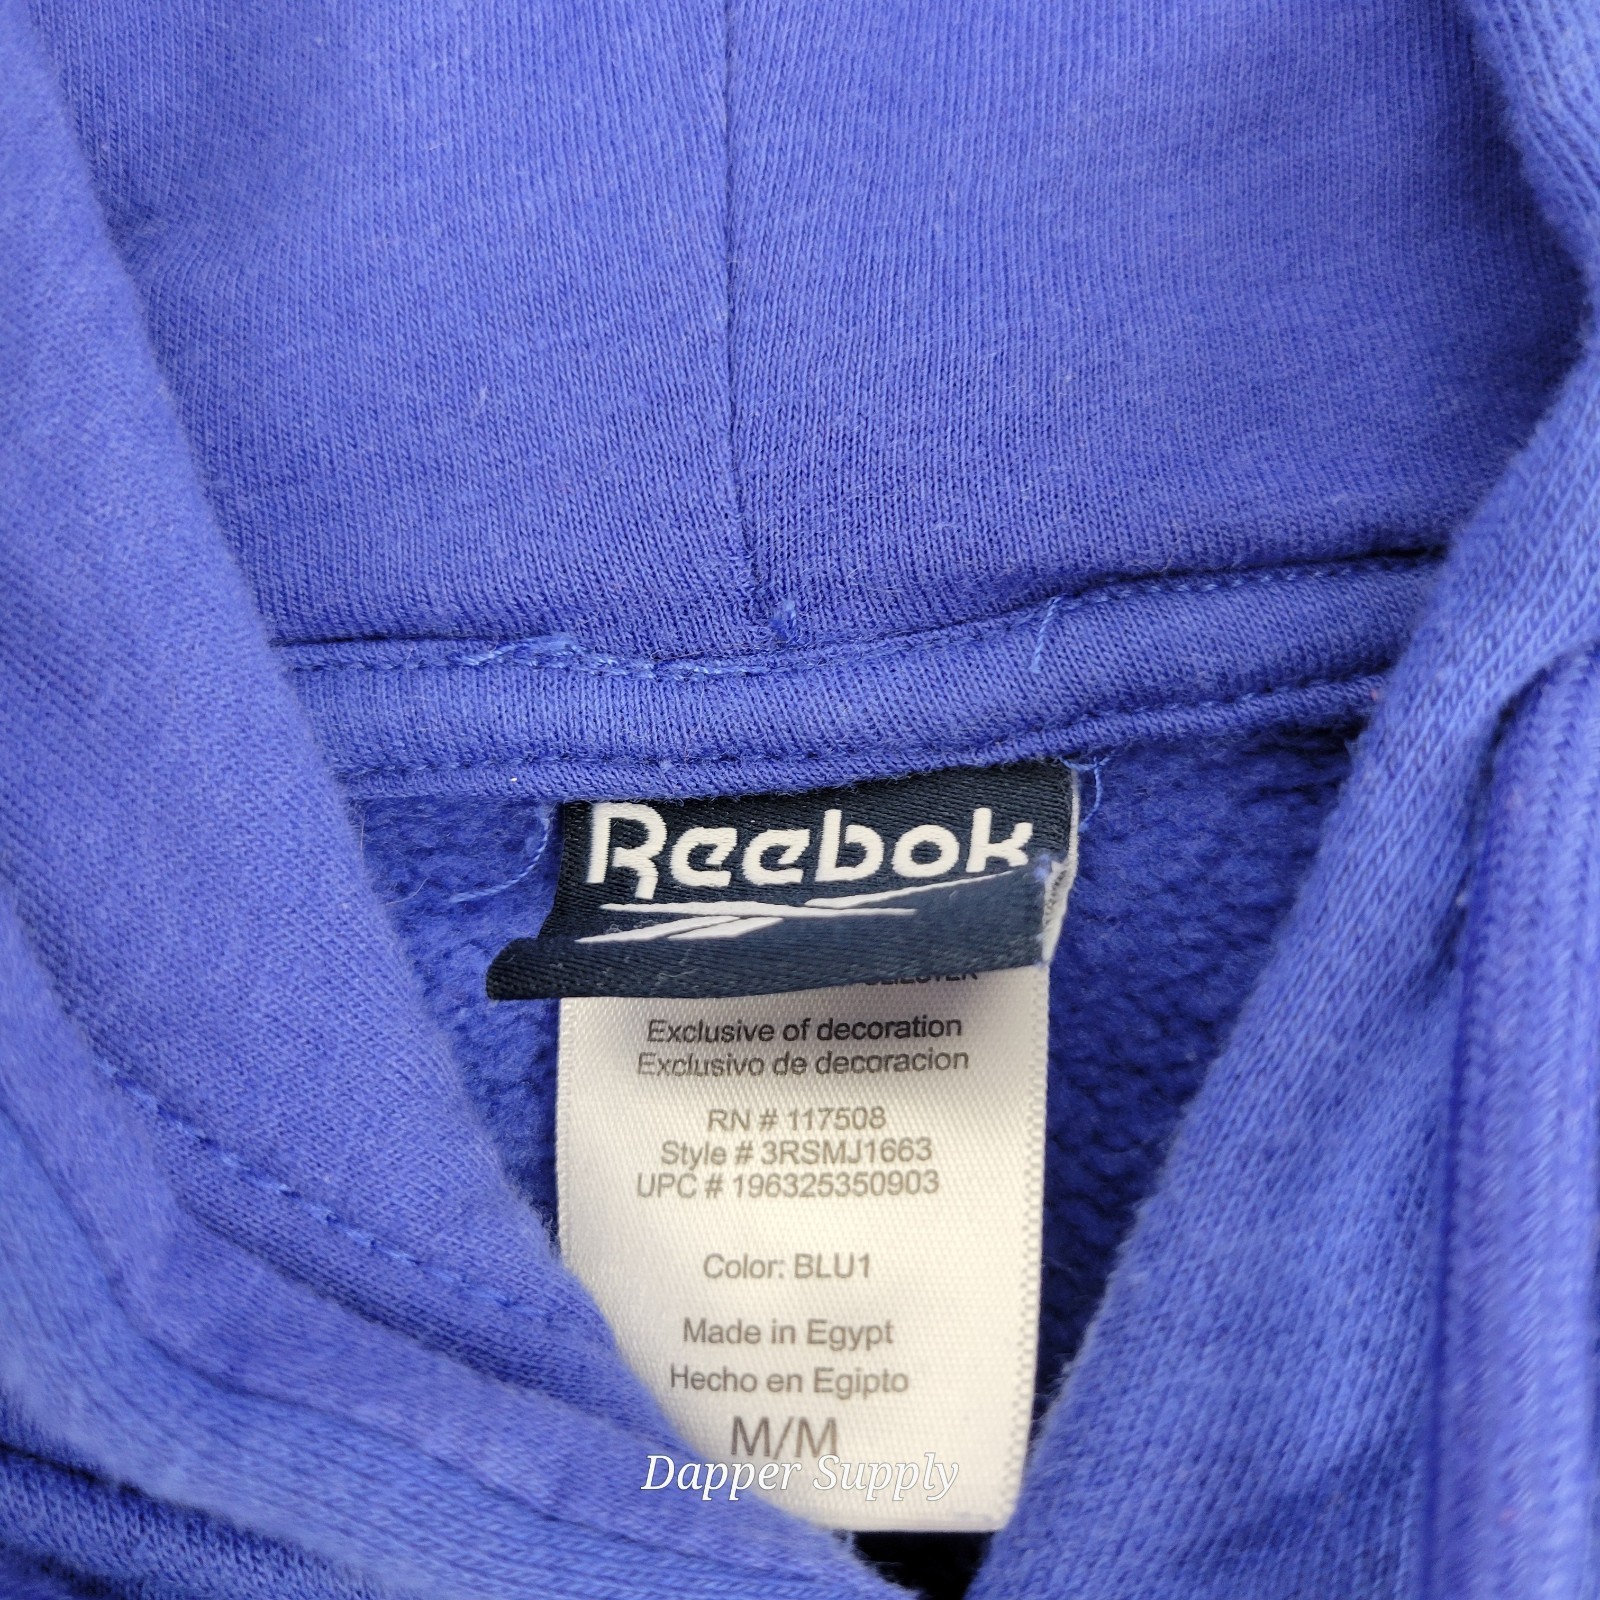 Reebok
Exclusive of decoration
Exclusivo de decoracion
RN # 117508
Style # 3RSMJ1663
UPC # 196325350903
Color: BLU1
Made in Egypt
Hecho en Egipto
M/M
Dapper Supply